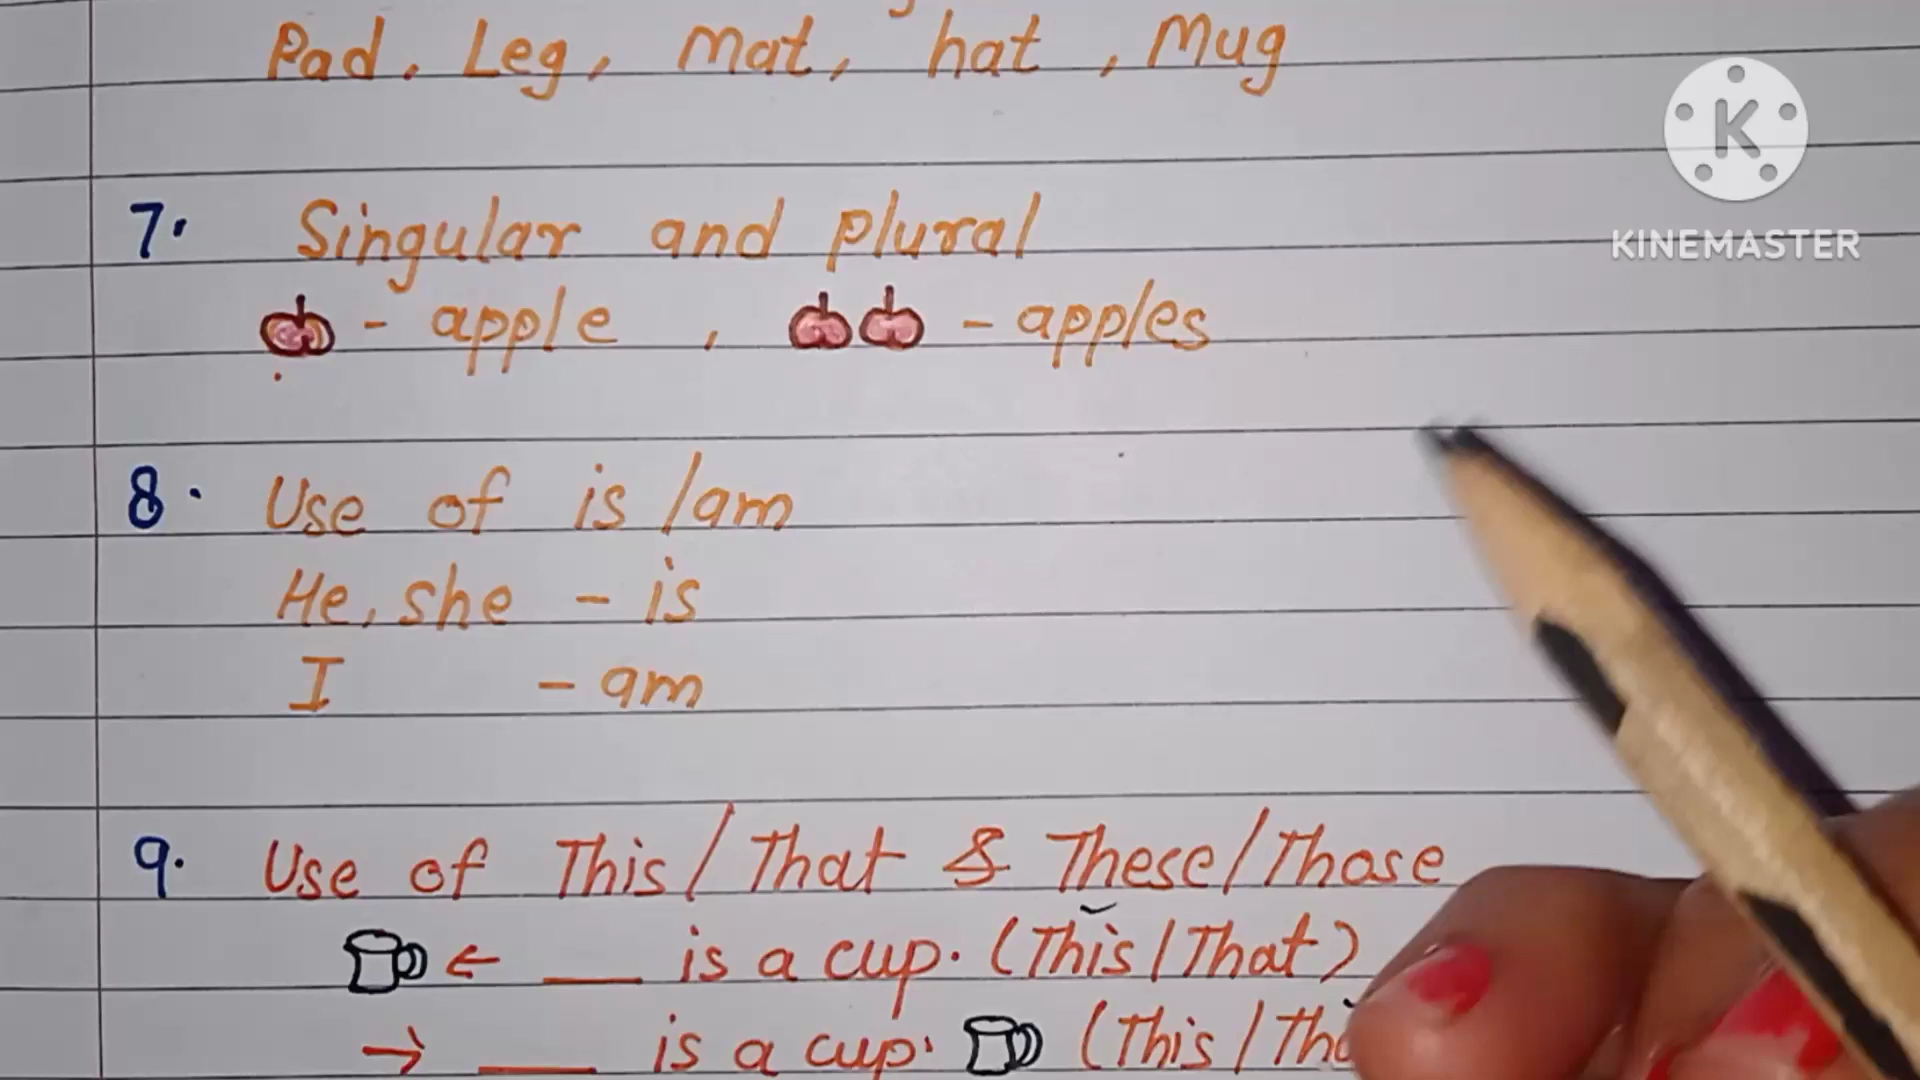 Pad, Leg, Mat, hat, Mug
KINEMASTER
7. Singular and plural
- apple, - apples
8. Use of is/am
He, she - is
I - am
9. Use of This/That & These/Those
← ___ is a cup. (This/That)
→ ___ is a cup. (This/